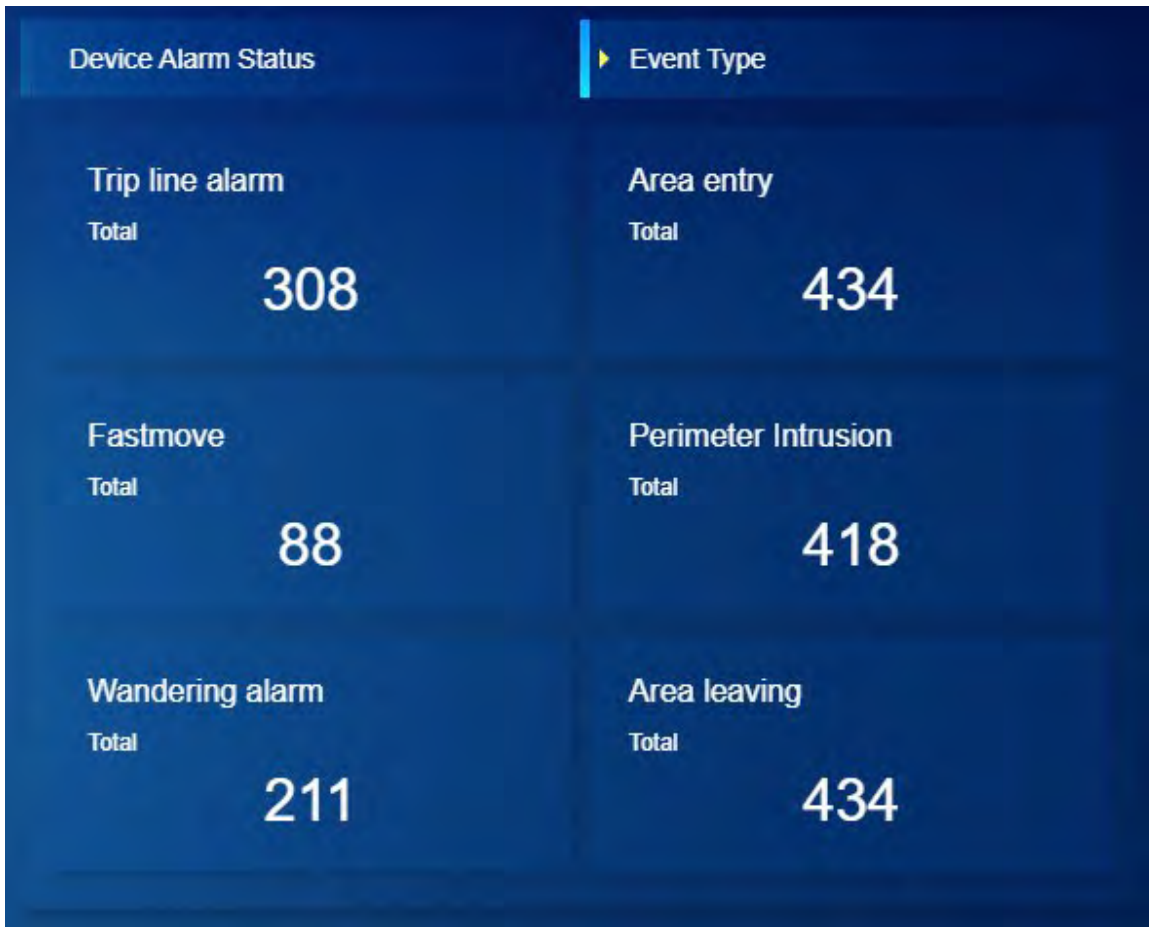 Device Alarm Status
Event Type
Trip line alarm
Total
308
Area entry
Total
434
Fastmove
Total
88
Perimeter Intrusion
Total
418
Wandering alarm
Total
211
Area leaving
Total
434